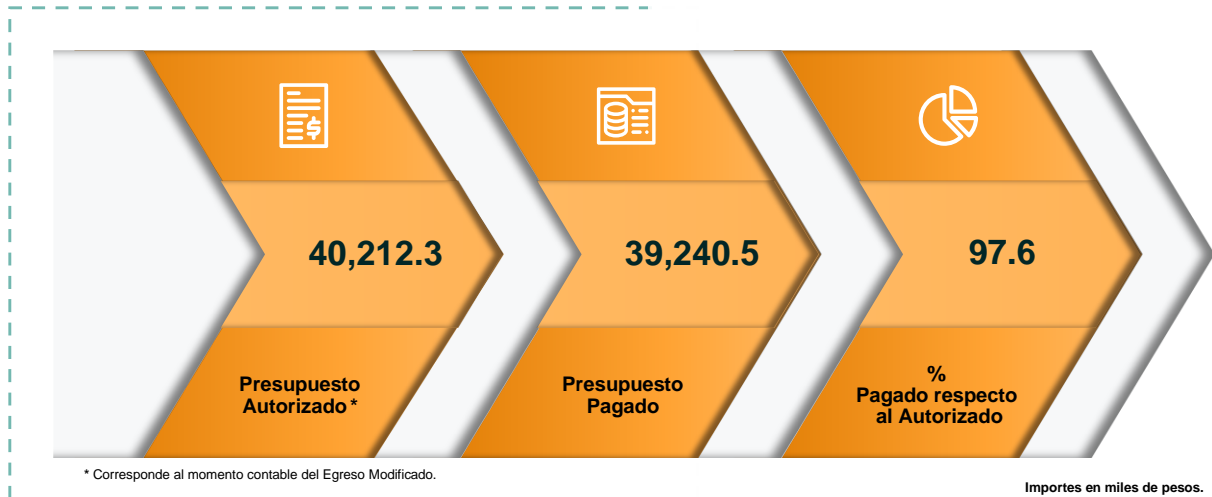 40,212.3
39,240.5
97.6
Presupuesto
Autorizado *
Presupuesto
Pagado
%
Pagado respecto
al Autorizado
* Corresponde al momento contable del Egreso Modificado.
Importes en miles de pesos.